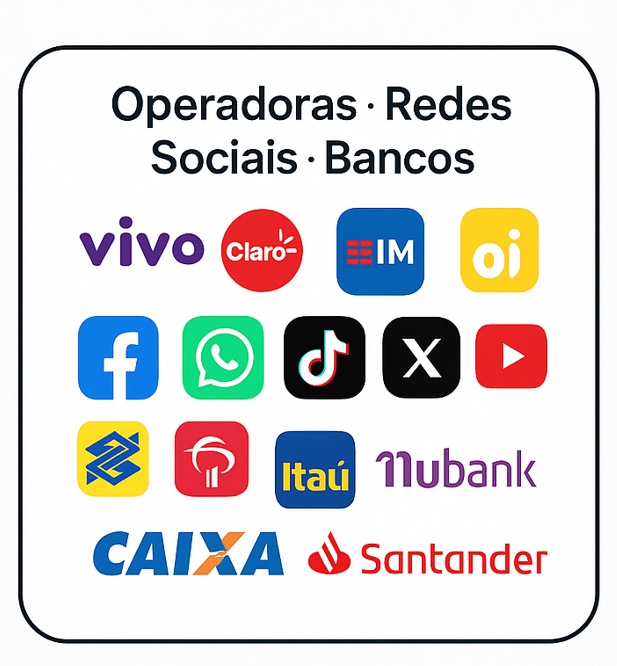 Operadoras · Redes
Sociais · Bancos
vivo Claro IM oi
f X
Itaú nubank
CAIXA Santander